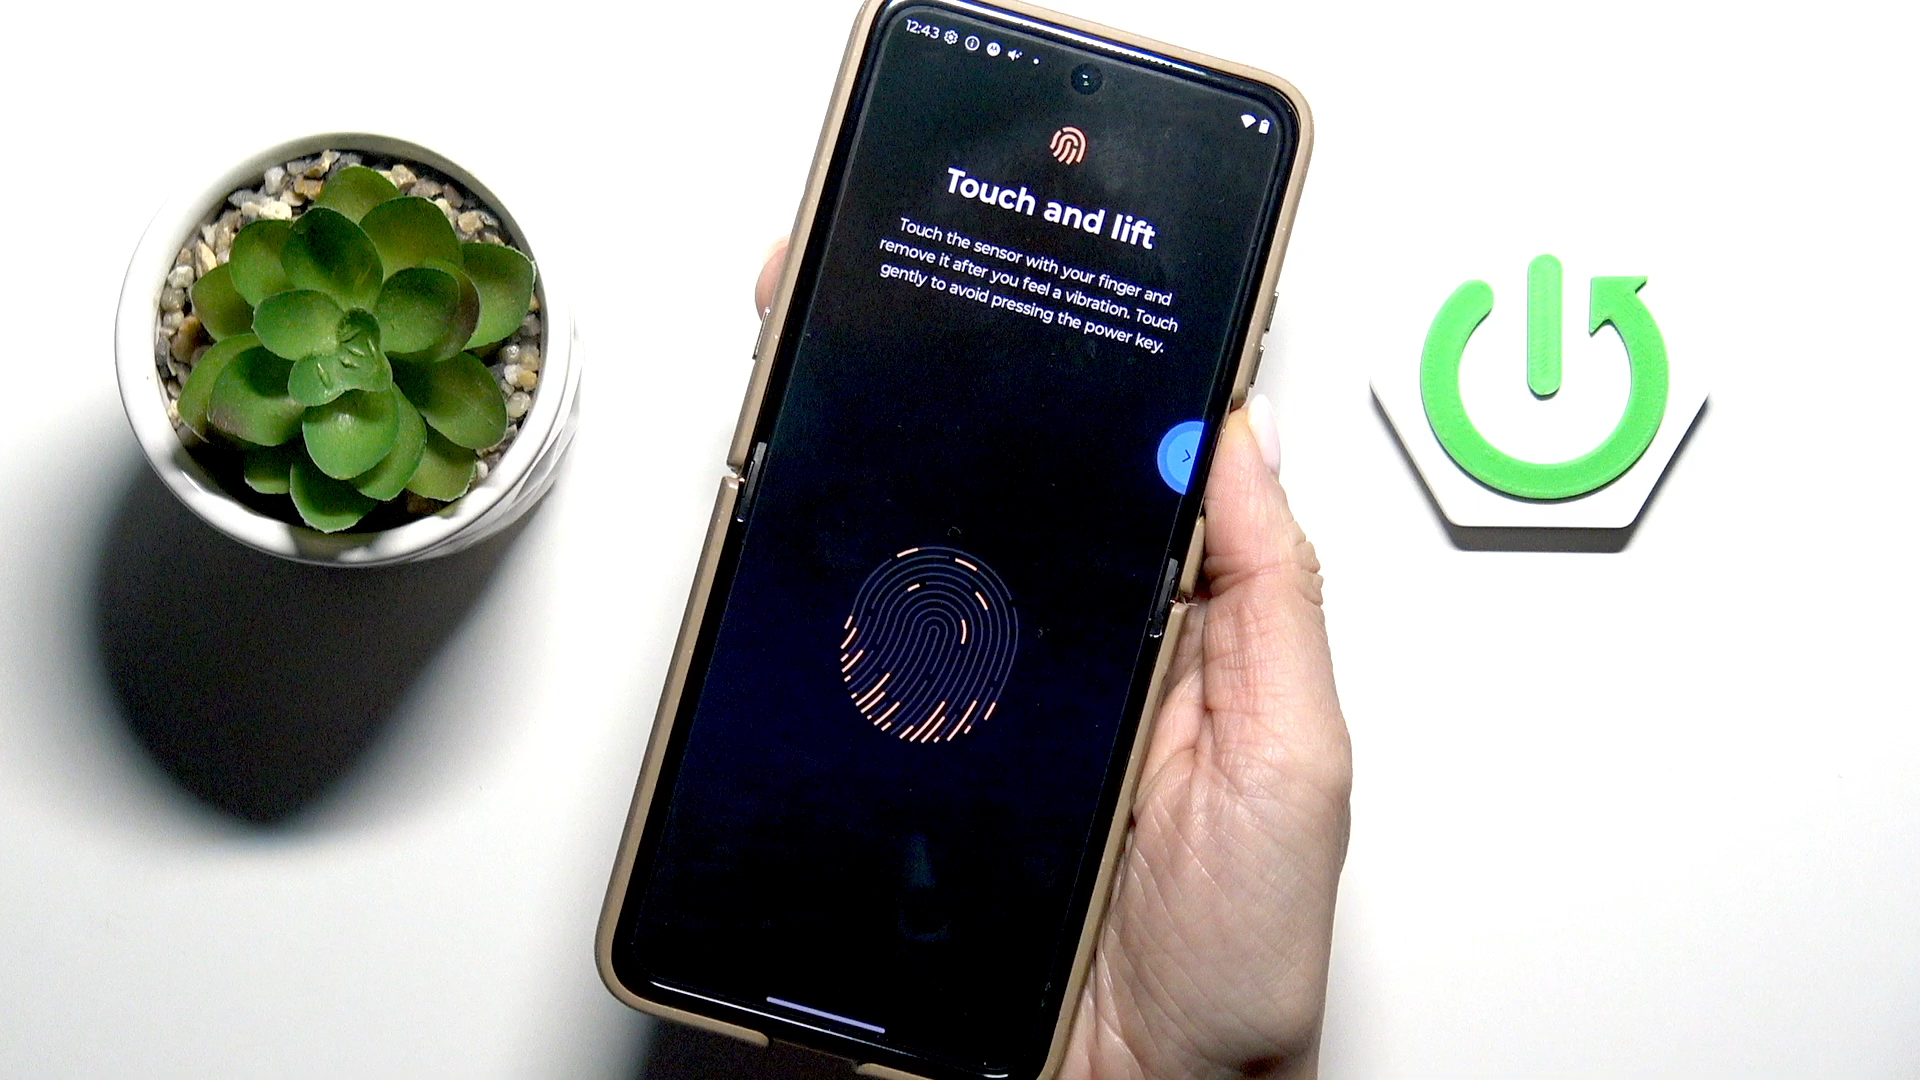 12:43
Touch and lift
Touch the sensor with your finger and
remove it after you feel a vibration. Touch
gently to avoid pressing the power key.